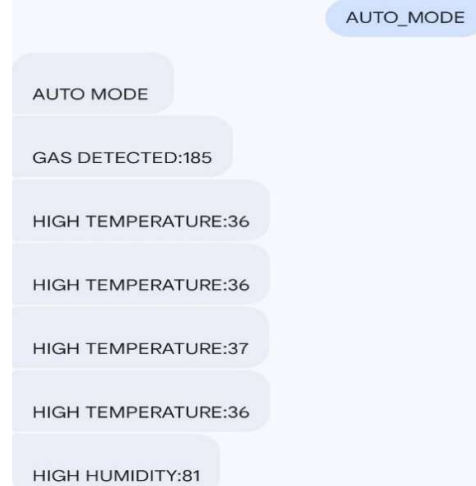 AUTO_MODE
AUTO MODE
GAS DETECTED:185
HIGH TEMPERATURE:36
HIGH TEMPERATURE:36
HIGH TEMPERATURE:37
HIGH TEMPERATURE:36
HIGH HUMIDITY:81